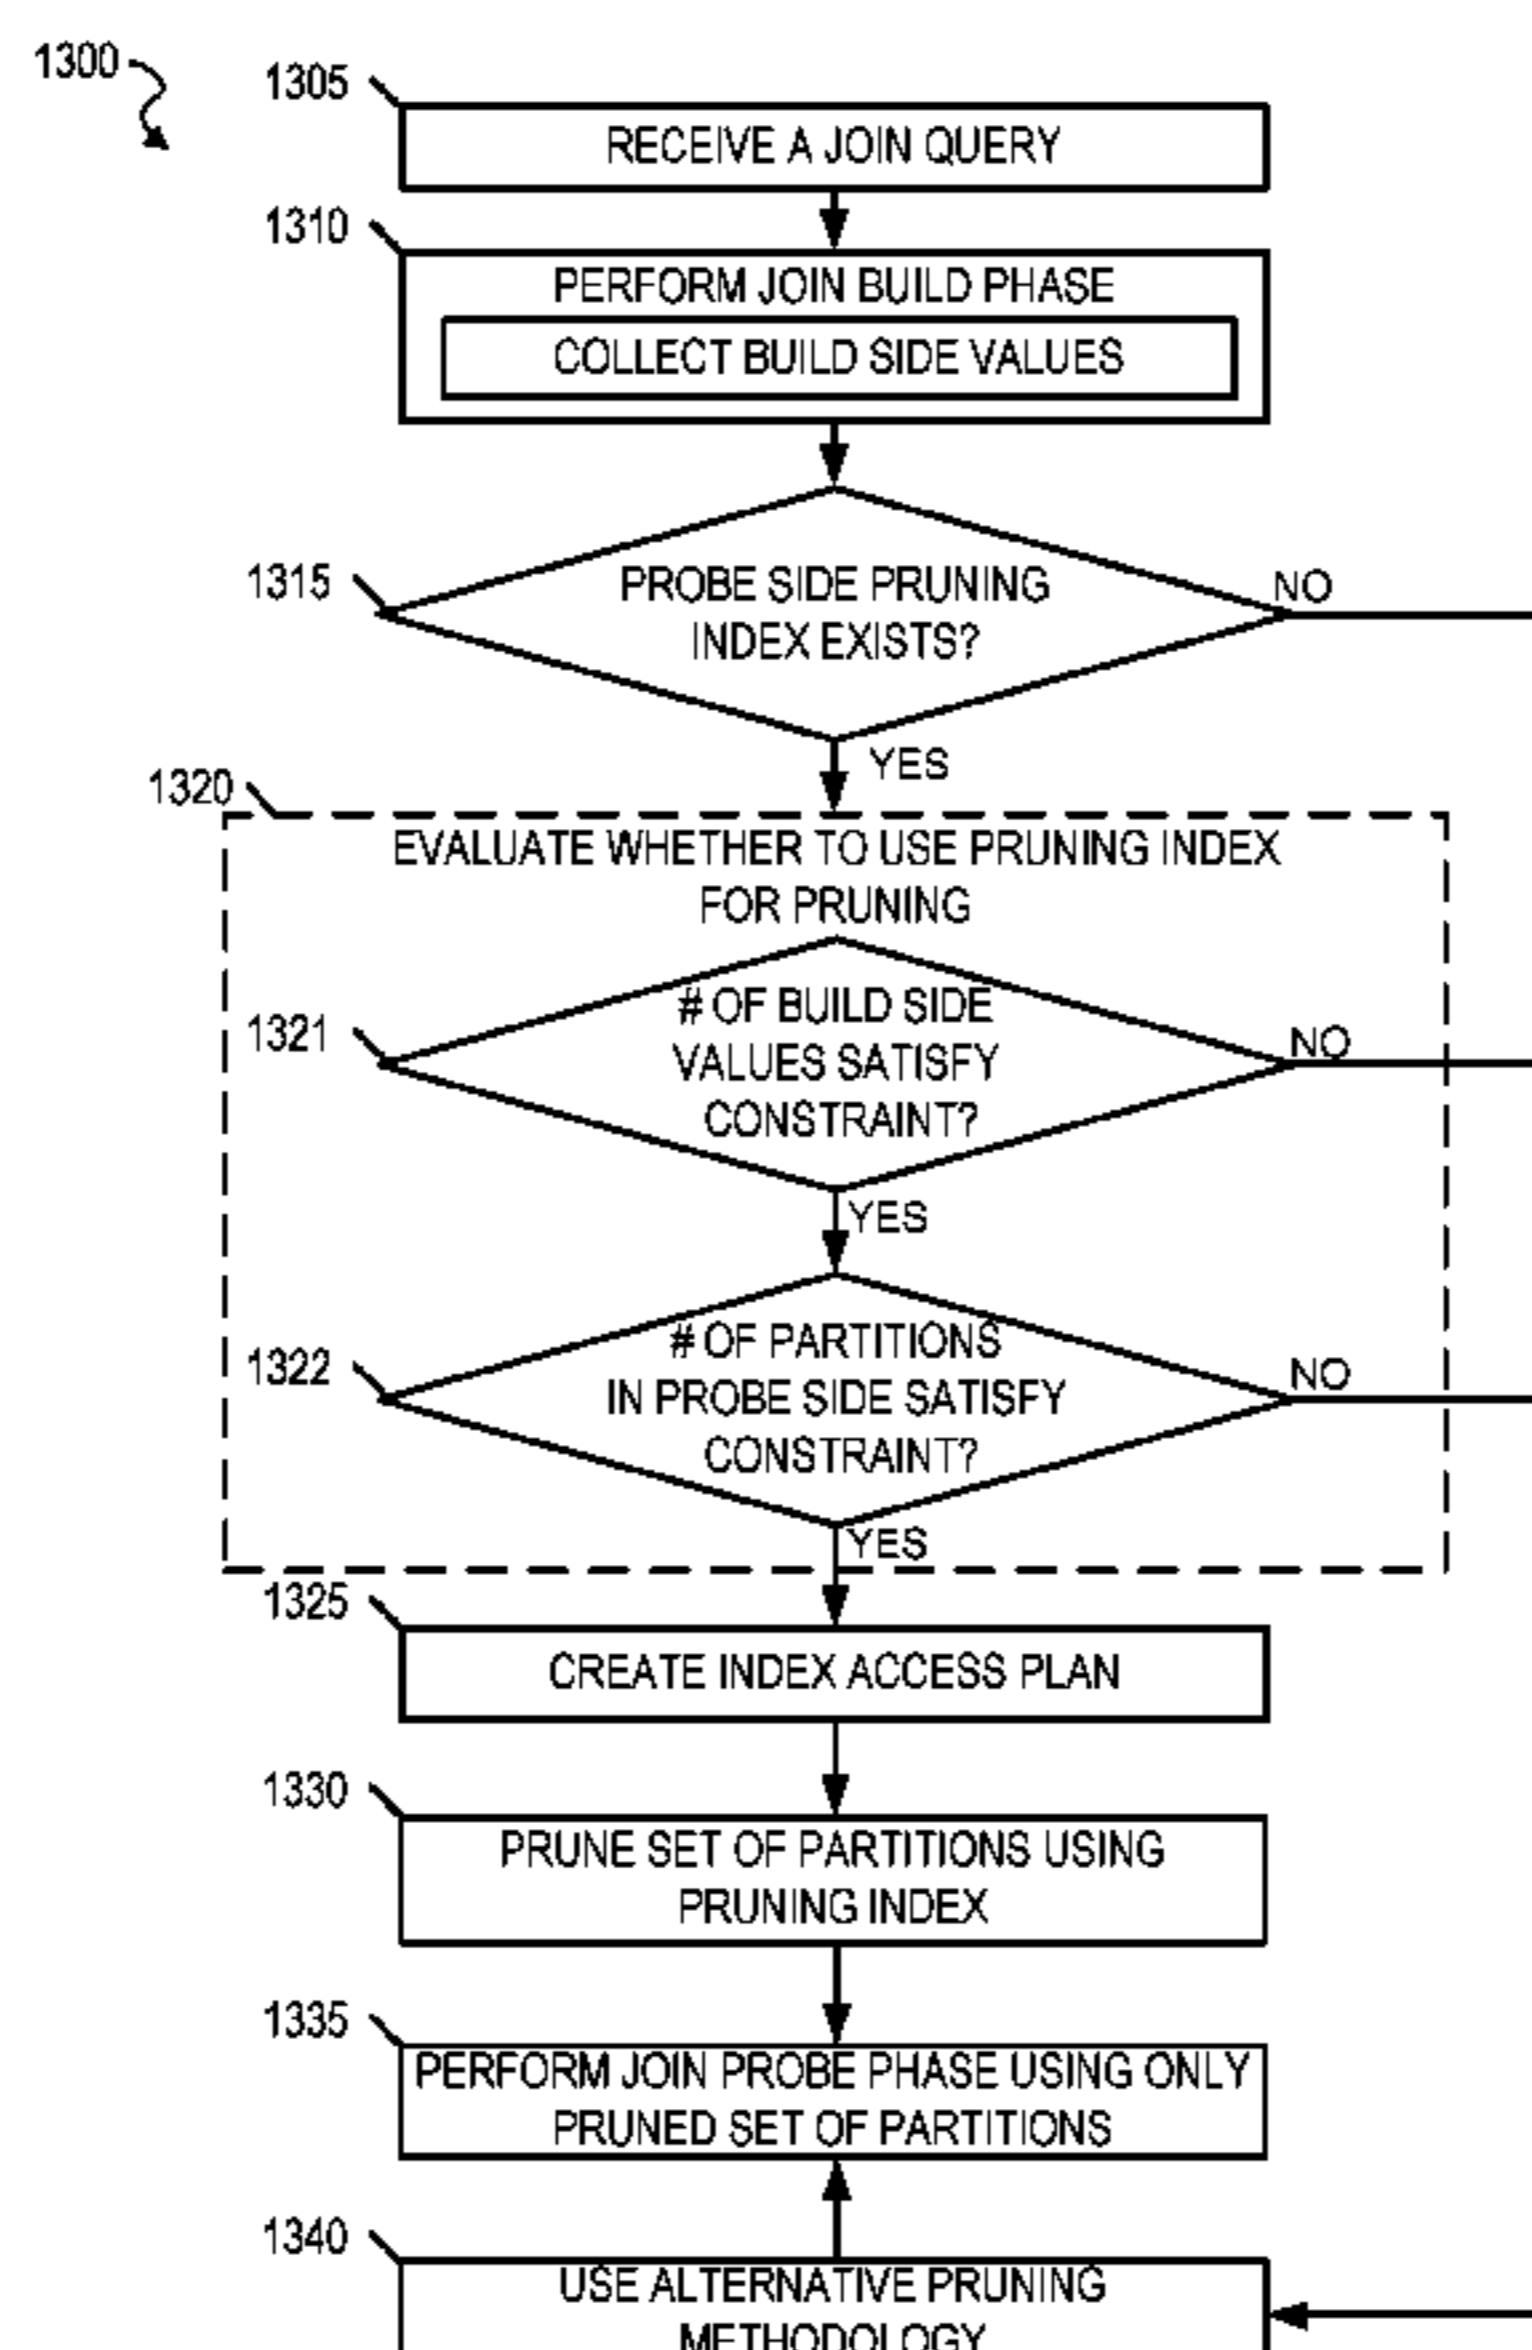 1300
1305
RECEIVE A JOIN QUERY
1310
PERFORM JOIN BUILD PHASE
COLLECT BUILD SIDE VALUES
1315
PROBE SIDE PRUNING
INDEX EXISTS?
NO
YES
1320
EVALUATE WHETHER TO USE PRUNING INDEX
FOR PRUNING
1321
# OF BUILD SIDE
VALUES SATISFY
CONSTRAINT?
NO
YES
1322
# OF PARTITIONS
IN PROBE SIDE SATISFY
CONSTRAINT?
NO
YES
1325
CREATE INDEX ACCESS PLAN
1330
PRUNE SET OF PARTITIONS USING
PRUNING INDEX
1335
PERFORM JOIN PROBE PHASE USING ONLY
PRUNED SET OF PARTITIONS
1340
USE ALTERNATIVE PRUNING
METHODOLOGY